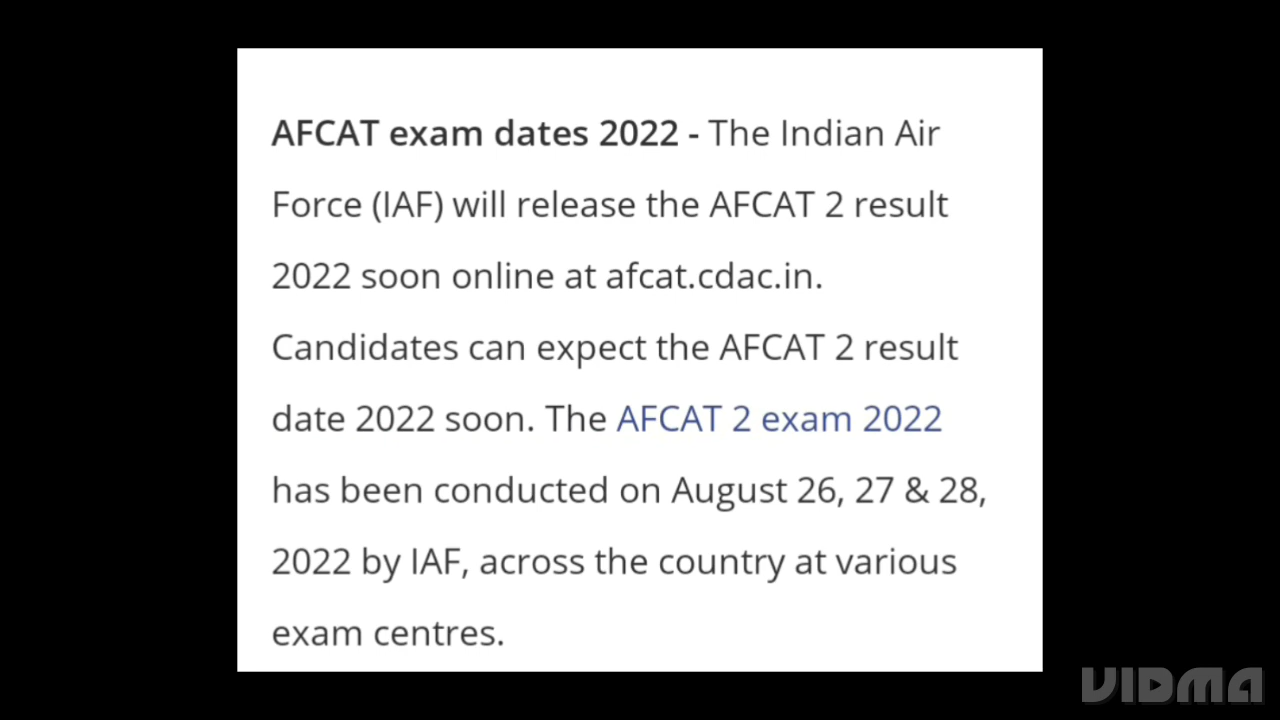 AFCAT exam dates 2022 - The Indian Air
Force (IAF) will release the AFCAT 2 result
2022 soon online at afcat.cdac.in.
Candidates can expect the AFCAT 2 result
date 2022 soon. The AFCAT 2 exam 2022
has been conducted on August 26, 27 & 28,
2022 by IAF, across the country at various
exam centres.
VIDMA